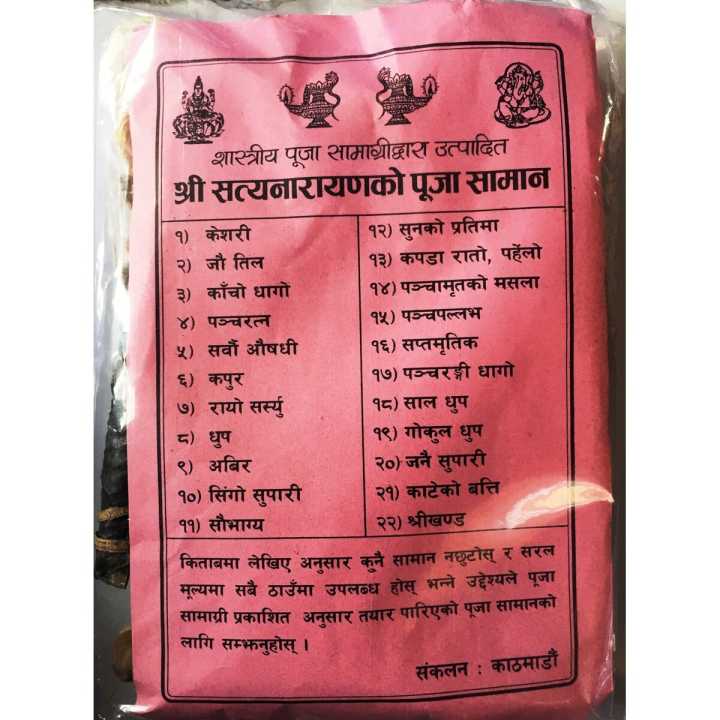 शास्त्रीय पूजा सामाग्रीद्वारा उत्पादित
श्री सत्यनारायणको पूजा सामान
१) केशरी
२) जौ तिल
३) काँचो धागो
४) पञ्चरत्न
५) सर्वौ औषधी
६) कपुर
७) रायो सर्स्यु
८) धुप
९) अबिर
१०) सिंगो सुपारी
११) सौभाग्य
१२) सुनको प्रतिमा
१३) कपडा रातो, पहेंलो
१४) पञ्चामृतको मसला
१५) पञ्चपल्लभ
१६) सप्तमृतिक
१७) पञ्चरङ्गी धागो
१८) साल धुप
१९) गोकुल धुप
२०) जनै सुपारी
२१) काटेको बत्ति
२२) श्रीखण्ड
किताबमा लेखिए अनुसार कुनै सामान नछुटोस् र सरल
मूल्यमा सबै ठाउँमा उपलब्ध होस् भन्ने उद्देश्यले पूजा
सामाग्री प्रकाशित अनुसार तयार पारिएको पूजा सामानको
लागि सम्झनुहोस् ।
संकलन : काठमाडौं